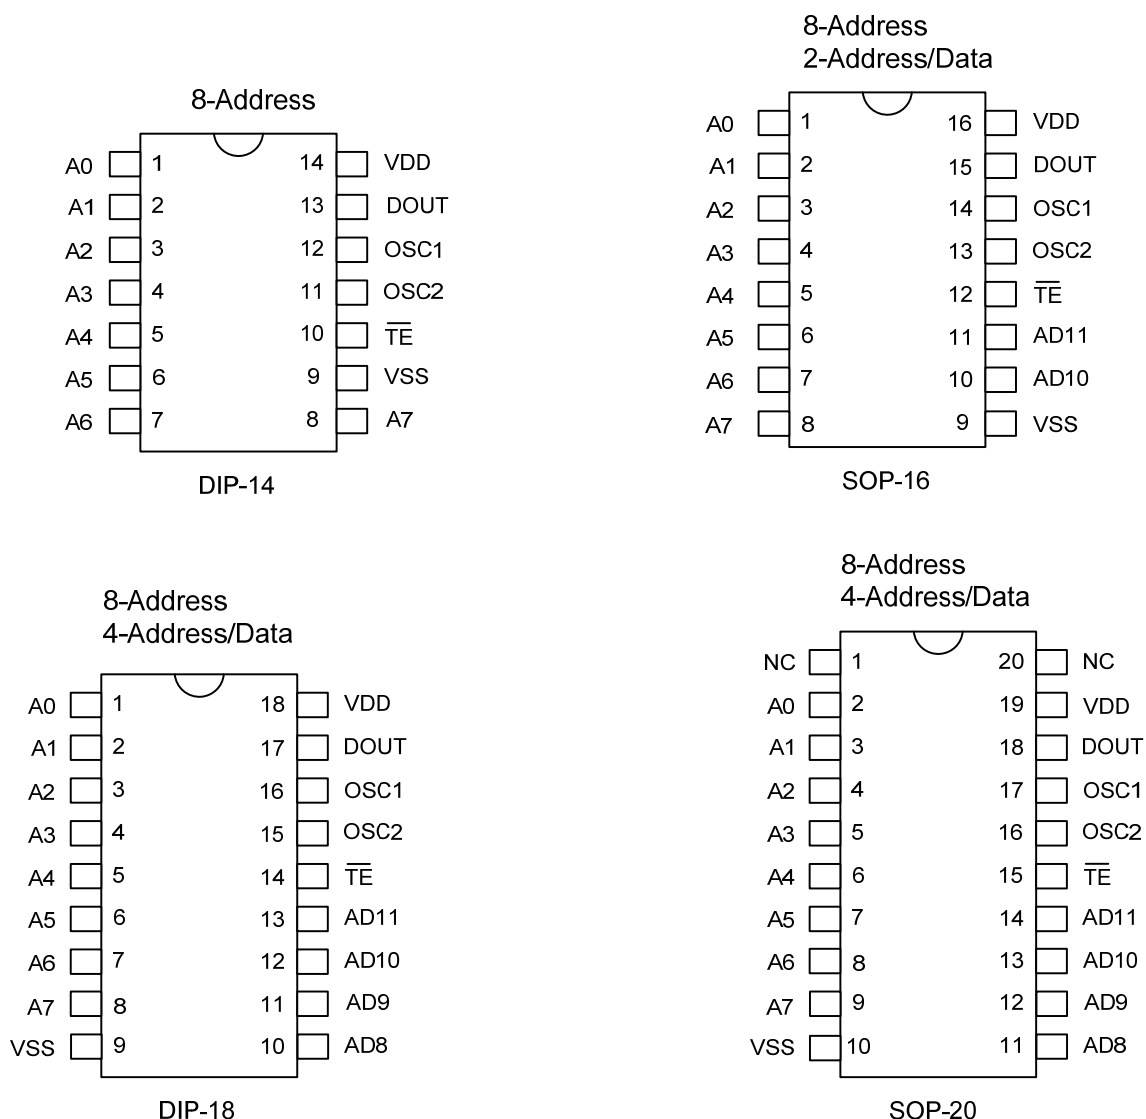 8-Address
A0 1 14 VDD
A1 2 13 DOUT
A2 3 12 OSC1
A3 4 11 OSC2
A4 5 10 T̅E̅
A5 6 9 VSS
A6 7 8 A7
DIP-14
8-Address
2-Address/Data
A0 1 16 VDD
A1 2 15 DOUT
A2 3 14 OSC1
A3 4 13 OSC2
A4 5 12 T̅E̅
A5 6 11 AD11
A6 7 10 AD10
A7 8 9 VSS
SOP-16
8-Address
4-Address/Data
A0 1 18 VDD
A1 2 17 DOUT
A2 3 16 OSC1
A3 4 15 OSC2
A4 5 14 T̅E̅
A5 6 13 AD11
A6 7 12 AD10
A7 8 11 AD9
VSS 9 10 AD8
DIP-18
8-Address
4-Address/Data
NC 1 20 NC
A0 2 19 VDD
A1 3 18 DOUT
A2 4 17 OSC1
A3 5 16 OSC2
A4 6 15 T̅E̅
A5 7 14 AD11
A6 8 13 AD10
A7 9 12 AD9
VSS 10 11 AD8
SOP-20